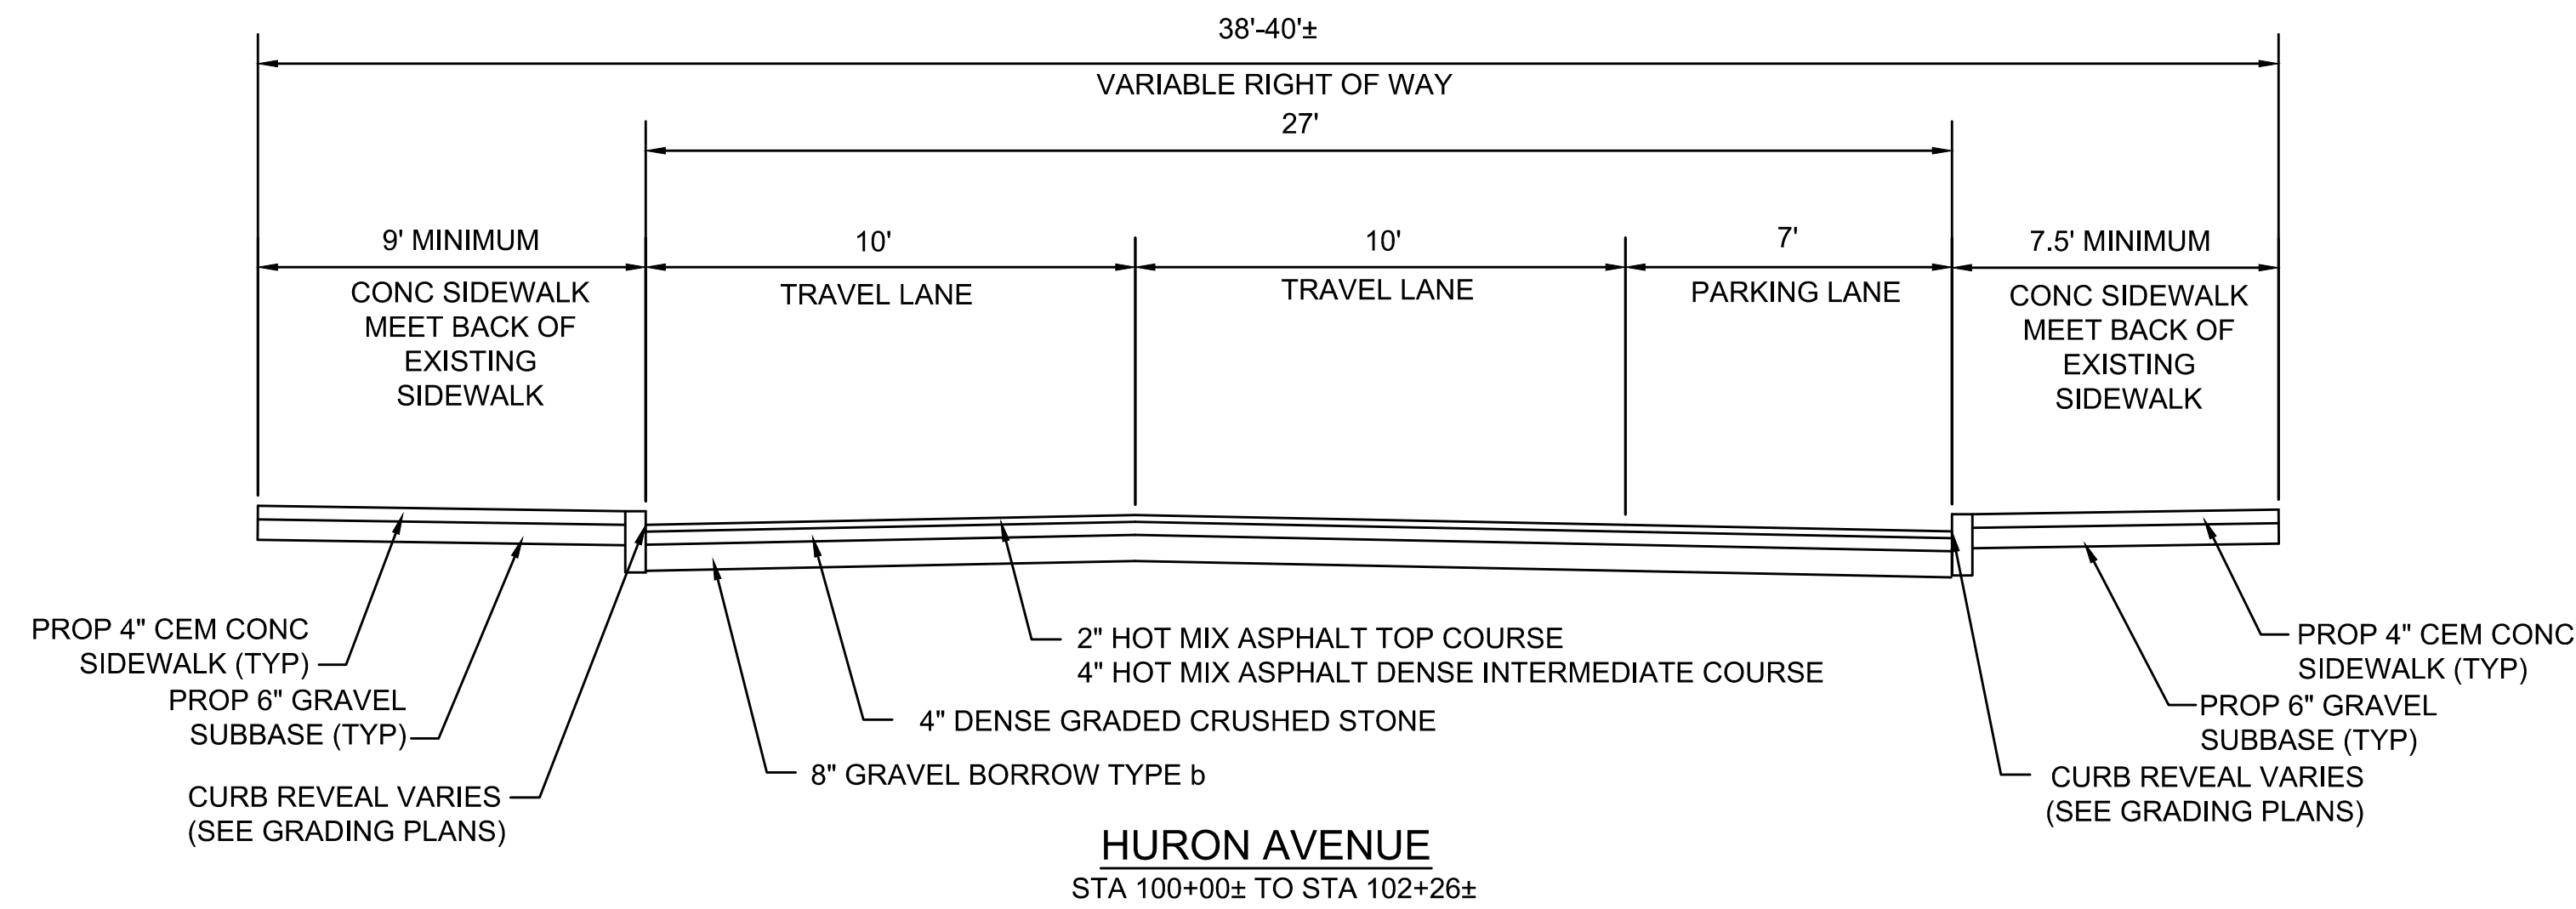 38'-40'±
VARIABLE RIGHT OF WAY
27'
9' MINIMUM
CONC SIDEWALK
MEET BACK OF
EXISTING
SIDEWALK
10'
TRAVEL LANE
10'
TRAVEL LANE
7'
PARKING LANE
7.5' MINIMUM
CONC SIDEWALK
MEET BACK OF
EXISTING
SIDEWALK
PROP 4" CEM CONC
SIDEWALK (TYP)
PROP 6" GRAVEL
SUBBASE (TYP)
CURB REVEAL VARIES
(SEE GRADING PLANS)
2" HOT MIX ASPHALT TOP COURSE
4" HOT MIX ASPHALT DENSE INTERMEDIATE COURSE
4" DENSE GRADED CRUSHED STONE
8" GRAVEL BORROW TYPE b
PROP 4" CEM CONC
SIDEWALK (TYP)
PROP 6" GRAVEL
SUBBASE (TYP)
CURB REVEAL VARIES
(SEE GRADING PLANS)
HURON AVENUE
STA 100+00± TO STA 102+26±